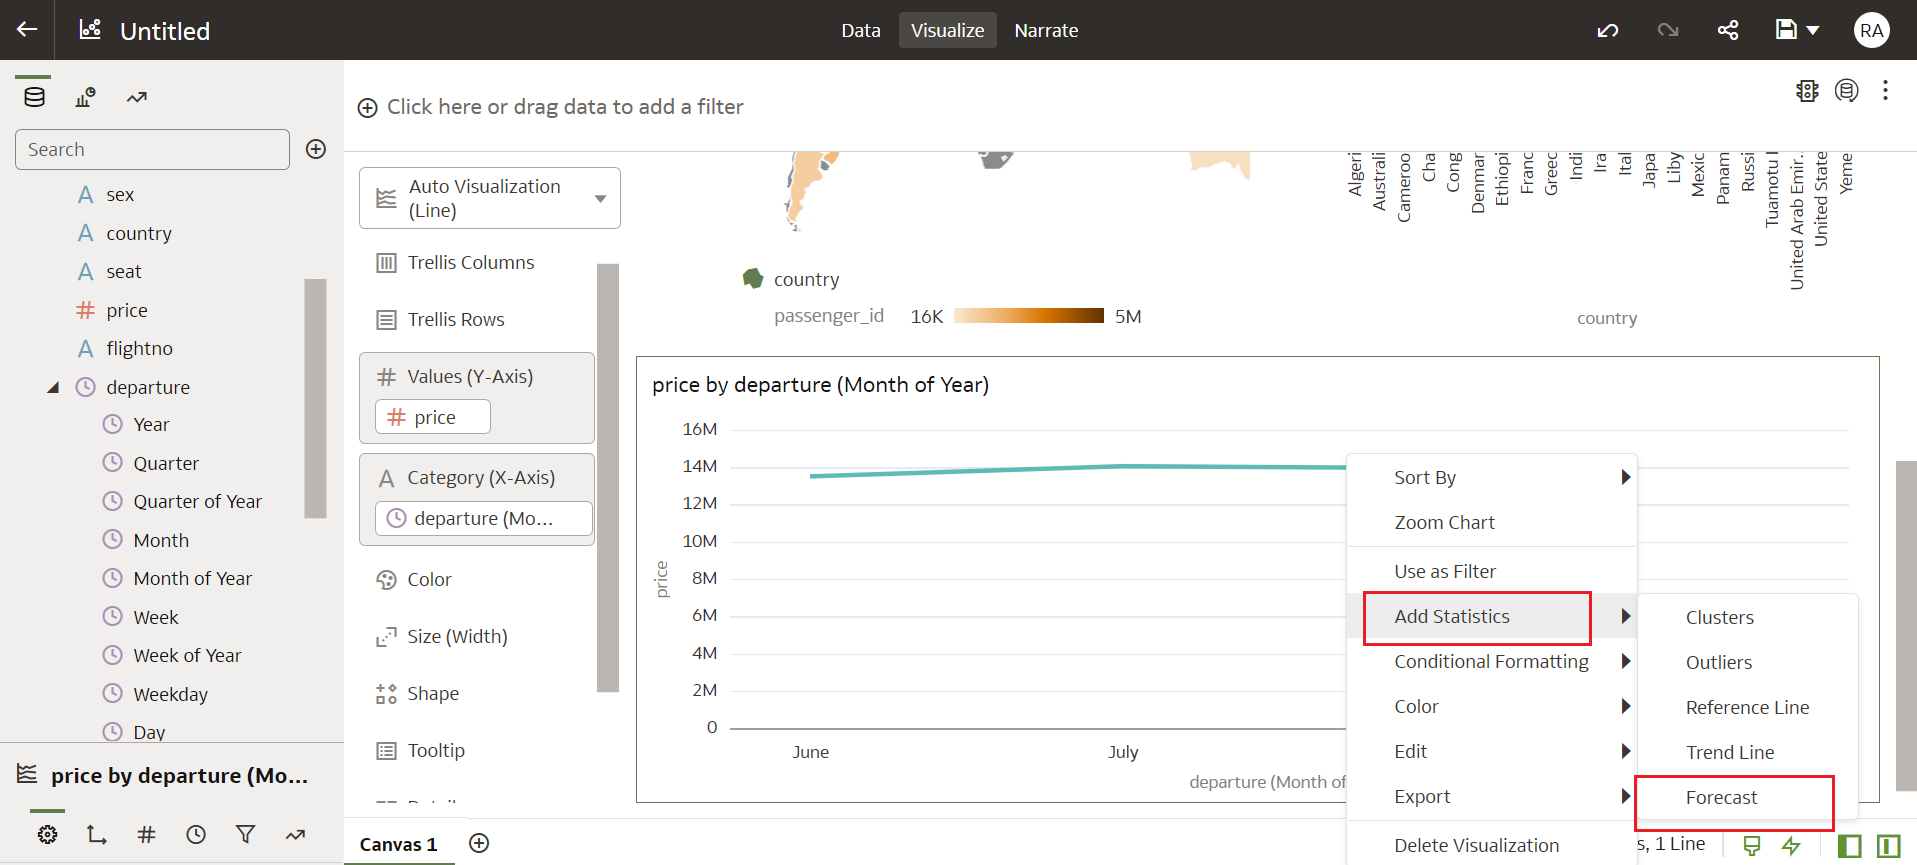 Untitled
Data
Visualize
Narrate
RA
Click here or drag data to add a filter
Search
sex
country
seat
price
flightno
departure
Year
Quarter
Quarter of Year
Month
Month of Year
Week
Week of Year
Weekday
Day
price by departure (Mo...
Auto Visualization
(Line)
Trellis Columns
Trellis Rows
Values (Y-Axis)
price
Category (X-Axis)
departure (Mo...
Color
Size (Width)
Shape
Tooltip
country
passenger_id 16K 5M
Algeri
Australi
Cameroo
Cha
Cong
Denmar
Ethiopi
Franc
Greec
Indi
Ira
Ital
Japa
Liby
Mexic
Panam
Russi
Tuamotu I
United Arab Emir..
United State
Yeme
country
price by departure (Month of Year)
16M
14M
12M
10M
8M
6M
4M
2M
0
price
June
July
departure (Month of
Sort By
Zoom Chart
Use as Filter
Add Statistics
Conditional Formatting
Color
Edit
Export
Delete Visualization
Clusters
Outliers
Reference Line
Trend Line
Forecast
Canvas 1
s, 1 Line